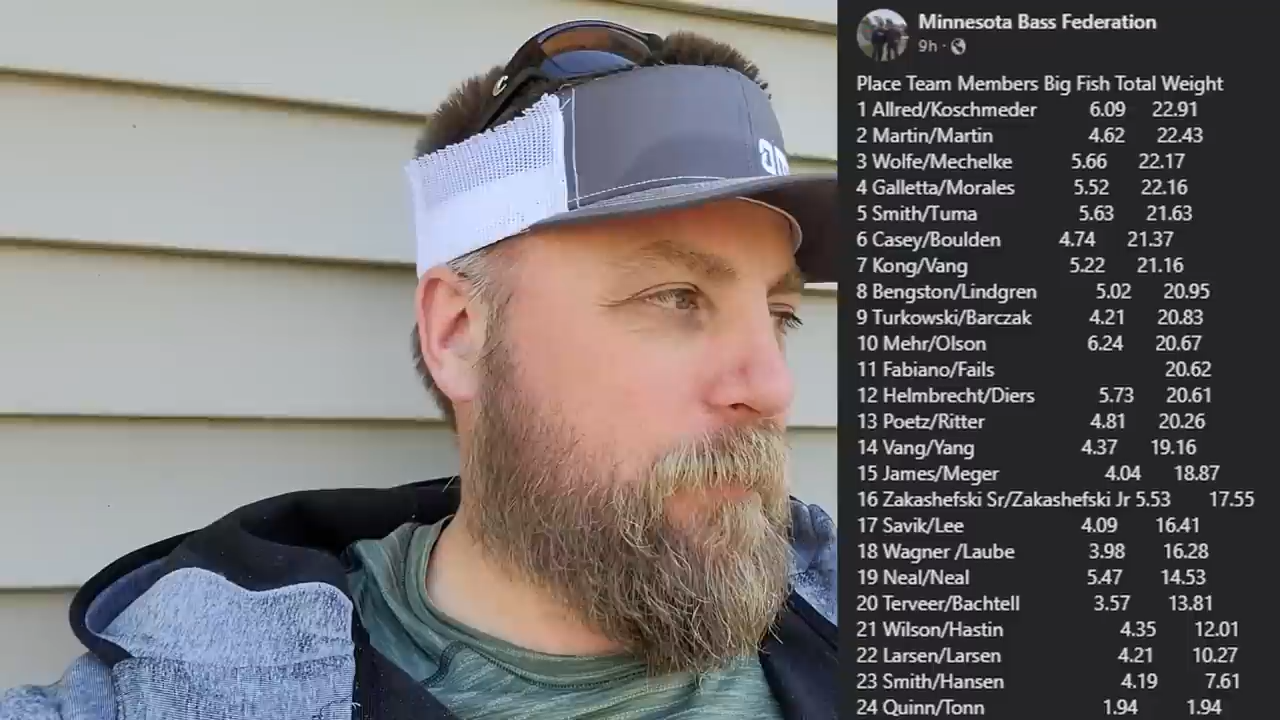 Minnesota Bass Federation
9h ·
Place Team Members Big Fish Total Weight
1 Allred/Koschmeder 6.09 22.91
2 Martin/Martin 4.62 22.43
3 Wolfe/Mechelke 5.66 22.17
4 Galletta/Morales 5.52 22.16
5 Smith/Tuma 5.63 21.63
6 Casey/Boulden 4.74 21.37
7 Kong/Vang 5.22 21.16
8 Bengston/Lindgren 5.02 20.95
9 Turkowski/Barczak 4.21 20.83
10 Mehr/Olson 6.24 20.67
11 Fabiano/Fails 20.62
12 Helmbrecht/Diers 5.73 20.61
13 Poetz/Ritter 4.81 20.26
14 Vang/Yang 4.37 19.16
15 James/Meger 4.04 18.87
16 Zakashefski Sr/Zakashefski Jr 5.53 17.55
17 Savik/Lee 4.09 16.41
18 Wagner /Laube 3.98 16.28
19 Neal/Neal 5.47 14.53
20 Terveer/Bachtell 3.57 13.81
21 Wilson/Hastin 4.35 12.01
22 Larsen/Larsen 4.21 10.27
23 Smith/Hansen 4.19 7.61
24 Quinn/Tonn 1.94 1.94